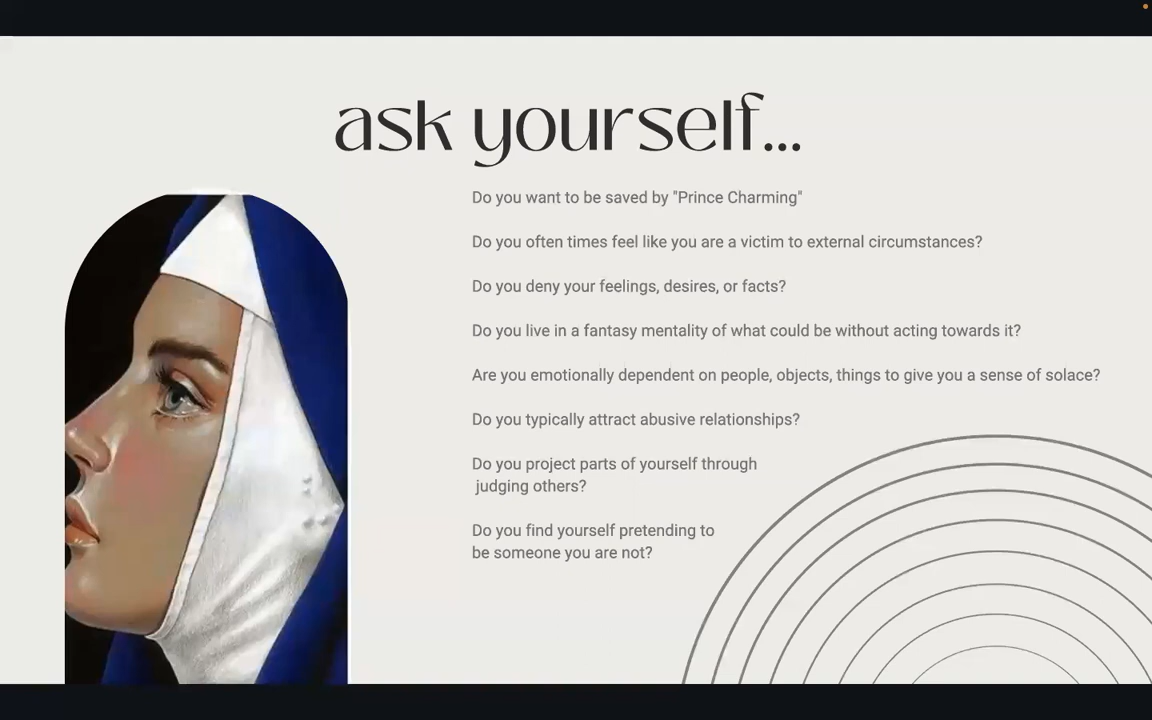 ask yourself...
Do you want to be saved by "Prince Charming"
Do you often times feel like you are a victim to external circumstances?
Do you deny your feelings, desires, or facts?
Do you live in a fantasy mentality of what could be without acting towards it?
Are you emotionally dependent on people, objects, things to give you a sense of solace?
Do you typically attract abusive relationships?
Do you project parts of yourself through
judging others?
Do you find yourself pretending to
be someone you are not?